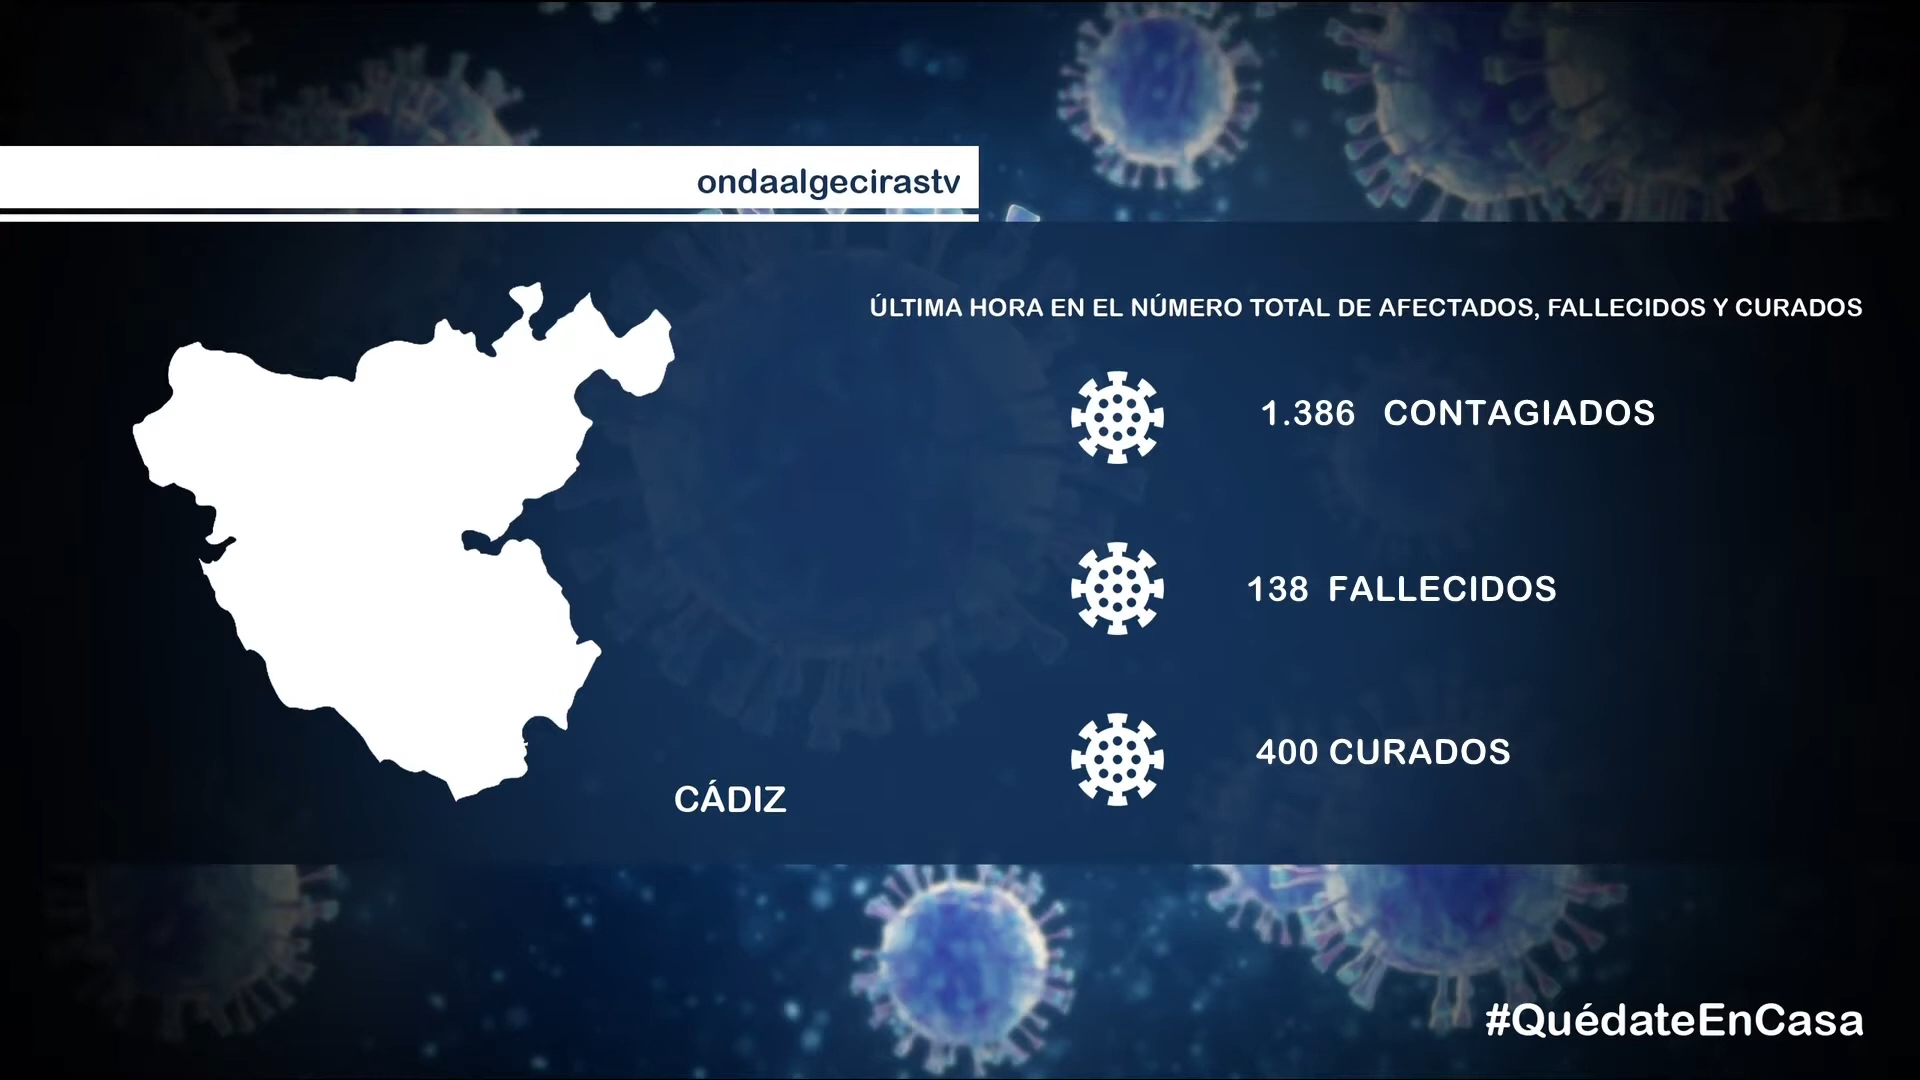 ondaalgecirastv
ÚLTIMA HORA EN EL NÚMERO TOTAL DE AFECTADOS, FALLECIDOS Y CURADOS
1.386 CONTAGIADOS
138 FALLECIDOS
400 CURADOS
CÁDIZ
#QuédateEnCasa